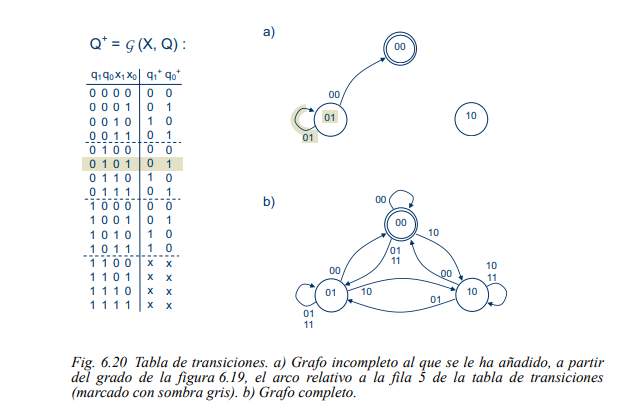 Q⁺ = G (X, Q) :
q₁q₀x₁x₀ q₁⁺ q₀⁺
0 0 0 0 0 0
0 0 0 1 0 1
0 0 1 0 1 0
0 0 1 1 0 1
0 1 0 0 0 0
0 1 0 1 0 1
0 1 1 0 1 0
0 1 1 1 0 1
1 0 0 0 0 0
1 0 0 1 0 1
1 0 1 0 1 0
1 0 1 1 1 0
1 1 0 0 x x
1 1 0 1 x x
1 1 1 0 x x
1 1 1 1 x x
a)
00
00
01
10
01
b)
00
00
10
01
11
00
00
10
11
01
10
01
10
01
11
Fig. 6.20 Tabla de transiciones. a) Grafo incompleto al que se le ha añadido, a partir
del grado de la figura 6.19, el arco relativo a la fila 5 de la tabla de transiciones
(marcado con sombra gris). b) Grafo completo.